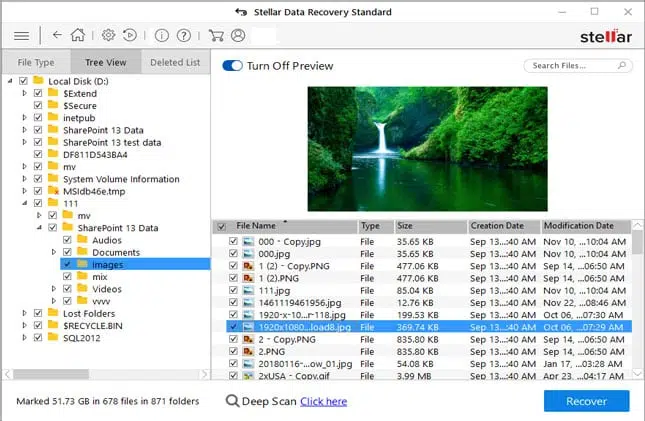 Stellar Data Recovery Standard
stellar
File Type Tree View Deleted List
Turn Off Preview
Search Files...
Local Disk (D:)
$Extend
$Secure
inetpub
SharePoint 13 Data
SharePoint 13 test data
DF811D543BA4
mv
System Volume Information
MSIdb46e.tmp
111
mv
SharePoint 13 Data
Audios
Documents
Images
mix
Videos
vvvv
Lost Folders
$RECYCLE.BIN
SQL2012
File Name Type Size Creation Date Modification Date
000 - Copy.jpg File 35.65 KB Sep 13...:40 AM Nov 10, ...10:04 AM
000.jpg File 35.65 KB Sep 13...:40 AM Nov 10, ...10:04 AM
1 (2) - Copy.PNG File 477.06 KB Sep 13...:40 AM Sep 14, ...06:50 AM
1 (2).PNG File 477.06 KB Sep 13...:40 AM Sep 14, ...06:50 AM
111.jpg File 85.04 KB Sep 13...:40 AM Nov 10, ...10:04 AM
1461119461956.jpg File 12.76 KB Sep 13...:40 AM Nov 22, ...08:46 AM
1920-x-10...r-118.jpg File 199.53 KB Sep 13...:40 AM Oct 06, ...07:30 AM
1920x1080...load8.jpg File 369.74 KB Sep 13...:40 AM Oct 06, ...07:29 AM
2 - Copy.PNG File 835.80 KB Sep 13...:40 AM Sep 14, ...06:50 AM
2.PNG File 835.80 KB Sep 13...:40 AM Sep 14, ...06:50 AM
20180116-...ow_01.jpg File 54.08 KB Sep 13...:40 AM Jan 17, ...03:28 AM
2xUSA - Copy.gif File 3.99 MB Sep 13...:40 AM Apr 23, ...04:17 AM
Marked 51.73 GB in 678 files in 871 folders
Deep Scan Click here
Recover